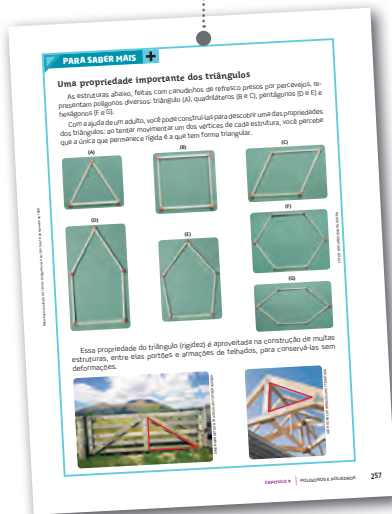 PARA SABER MAIS +
Uma propriedade importante dos triângulos
As estruturas abaixo, feitas com canudinhos de refresco presos por percevejos, re-
presentam polígonos diversos: triângulo (A), quadriláteros (B e C), pentágonos (D e E) e
hexágonos (F e G).
Com a ajuda de um adulto, você pode construí-las para descobrir uma das propriedades
dos triângulos: ao tentar movimentar um dos vértices de cada estrutura, você percebe
que a única que permanece rígida é a que tem forma triangular.
(A)
(B)
(C)
(D)
(E)
(F)
(G)
Essa propriedade do triângulo (rigidez) é aproveitada na construção de muitas
estruturas, entre elas portões e armações de telhados, para conservá-las sem
deformações.
CAPÍTULO 9 | POLÍGONOS E POLIEDROS 257